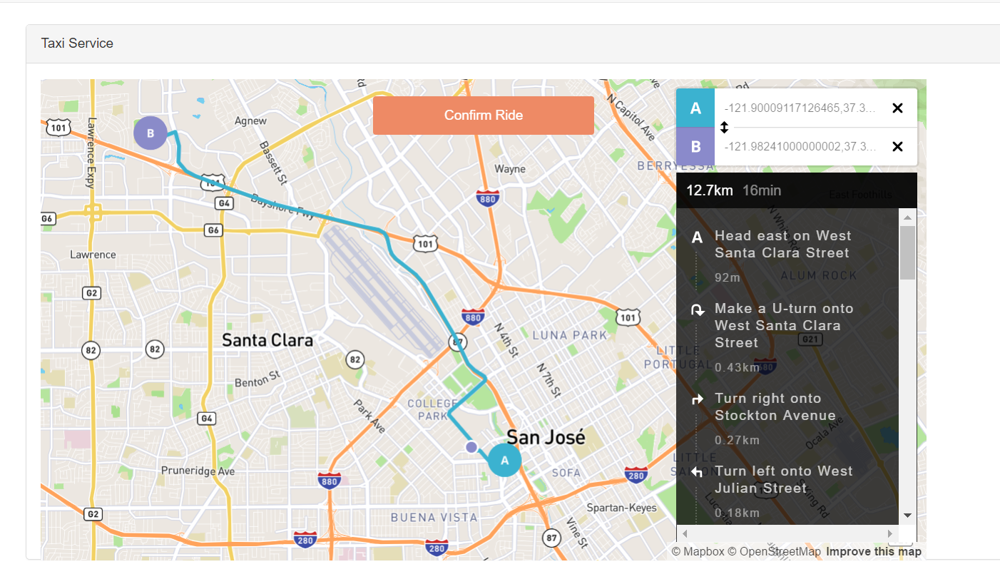 Taxi Service
Confirm Ride
A
-121.90009117126465,37.3...
B
-121.98241000000002,37.3...
12.7km 16min
A
Head east on West
Santa Clara Street
92m
Make a U-turn onto
West Santa Clara
Street
0.43km
Turn right onto
Stockton Avenue
0.27km
Turn left onto West
Julian Street
0.18km
N Capitol Ave
101
Lawrence Expy
B
Agnew
Bassett St
Wayne
BERRYESSA
East Foothills
101
G4
Bayshore Fwy
880
G6
G6
101
Lawrence
ALUM ROCK
G2
880
101
N 4th St
LUNA PARK
Santa Clara
87
G21
82
82
82
LITTLE
PORTUGAL
680
Benton St
N 7th St
COLLEGE
PARK
Park Ave
G4
San José
Ocala Ave
A
LITTLE
Pruneridge Ave
SOFA
280
880
S King Rd
G2
BUENA VISTA
Spartan-Keyes
Vine St
87
280
280
© Mapbox © OpenStreetMap Improve this map